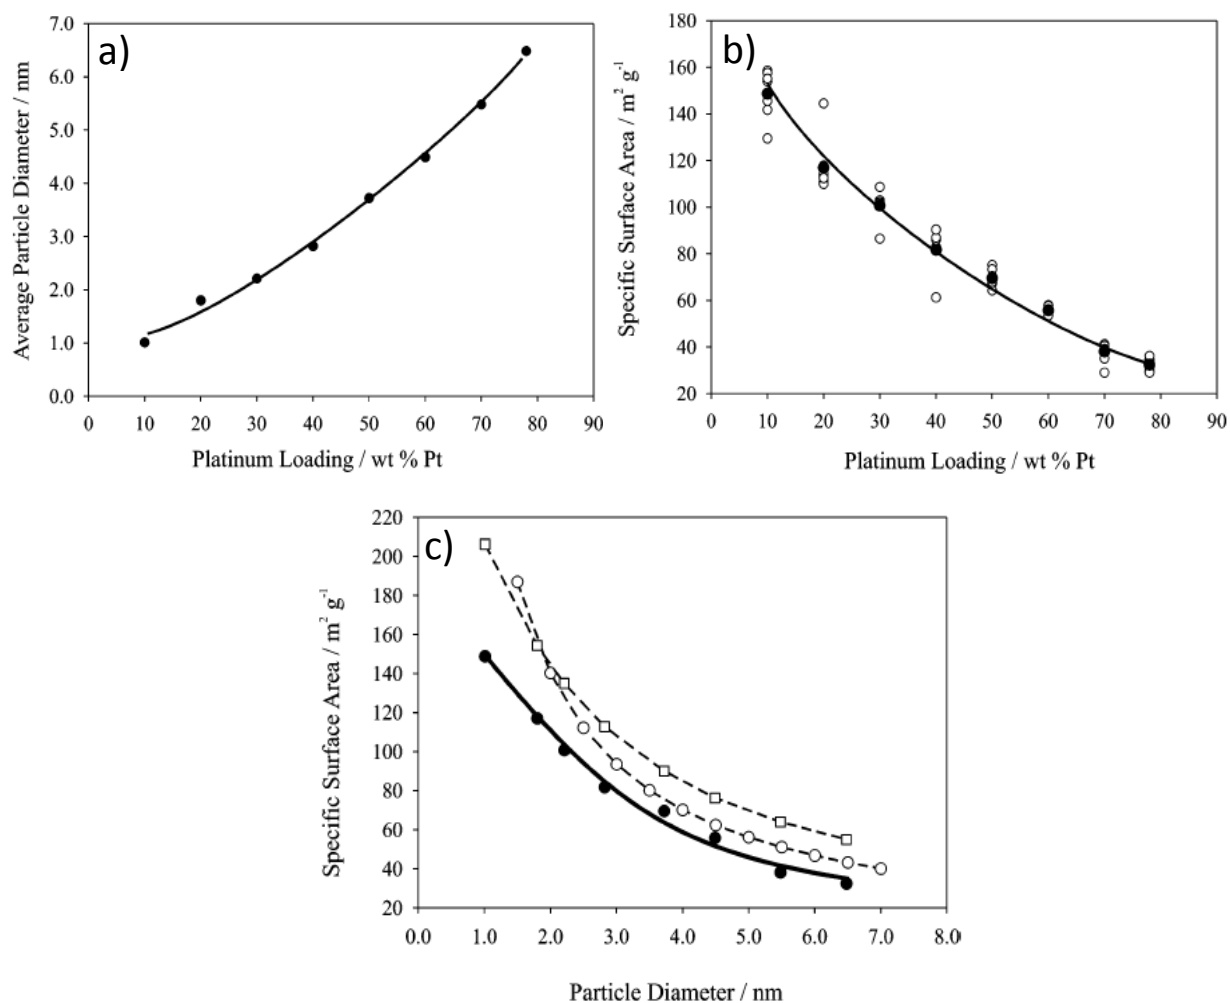 a)
Average Particle Diameter / nm
7.0
6.0
5.0
4.0
3.0
2.0
1.0
0.0
0 10 20 30 40 50 60 70 80 90
Platinum Loading / wt % Pt
b)
Specific Surface Area / m² g⁻¹
180
160
140
120
100
80
60
40
20
0 10 20 30 40 50 60 70 80 90
Platinum Loading / wt % Pt
c)
Specific Surface Area / m² g⁻¹
220
200
180
160
140
120
100
80
60
40
20
0.0 1.0 2.0 3.0 4.0 5.0 6.0 7.0 8.0
Particle Diameter / nm